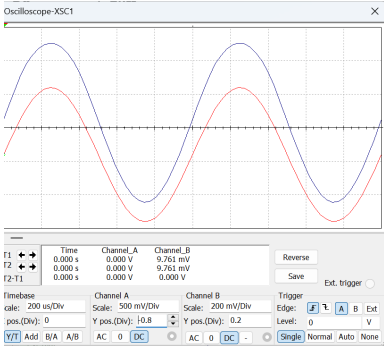 Oscilloscope-XSC1
Time Channel_A Channel_B
T1 0.000 s 0.000 V 9.761 mV
T2 0.000 s 0.000 V 9.761 mV
T2-T1 0.000 s 0.000 V 0.000 V
Reverse
Save
Ext. trigger
Timebase
Scale: 200 us/Div
pos.(Div): 0
Y/T Add B/A A/B
Channel A
Scale: 500 mV/Div
Y pos.(Div): -0.8
AC 0 DC
Channel B
Scale: 200 mV/Div
Y pos.(Div): 0.2
AC 0 DC -
Trigger
Edge: A B Ext
Level: 0 V
Single Normal Auto None